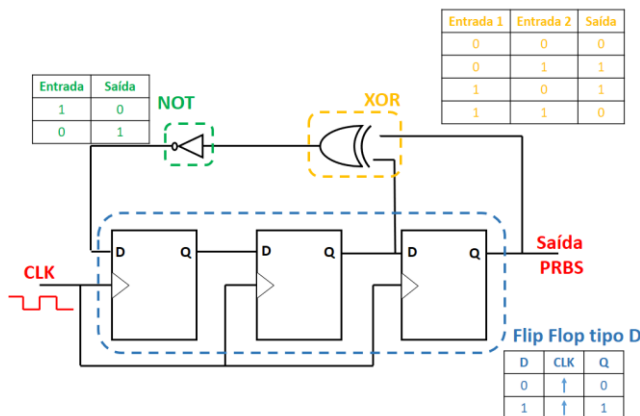 Entrada 1 Entrada 2 Saída
0 0 0
0 1 1
1 0 1
1 1 0
Entrada Saída
1 0
0 1
NOT
XOR
D Q D Q D Q
CLK
Saída
PRBS
Flip Flop tipo D
D CLK Q
0 ↑ 0
1 ↑ 1